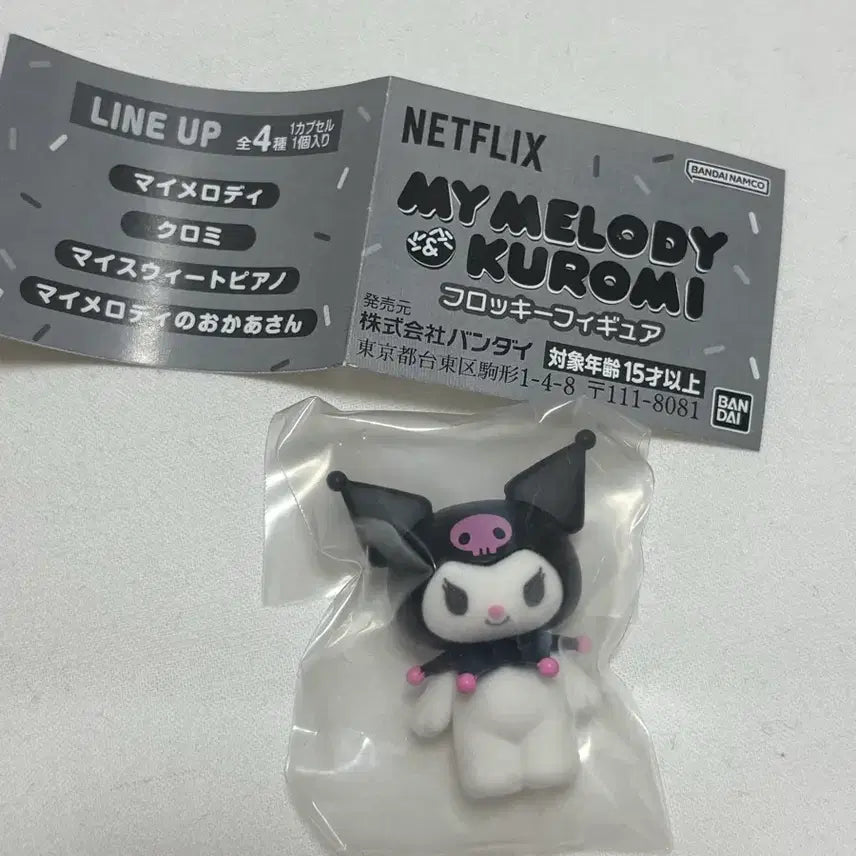 LINE UP 全4種 1カプセル 1個入り
マイメロディ
クロミ
マイスウィートピアノ
マイメロディのおかあさん
NETFLIX
BANDAI NAMCO
MY MELODY
& KUROMI
フロッキーフィギュア
発売元
株式会社バンダイ
対象年齢 15才以上
東京都台東区駒形1-4-8 〒111-8081
BAN
DAI